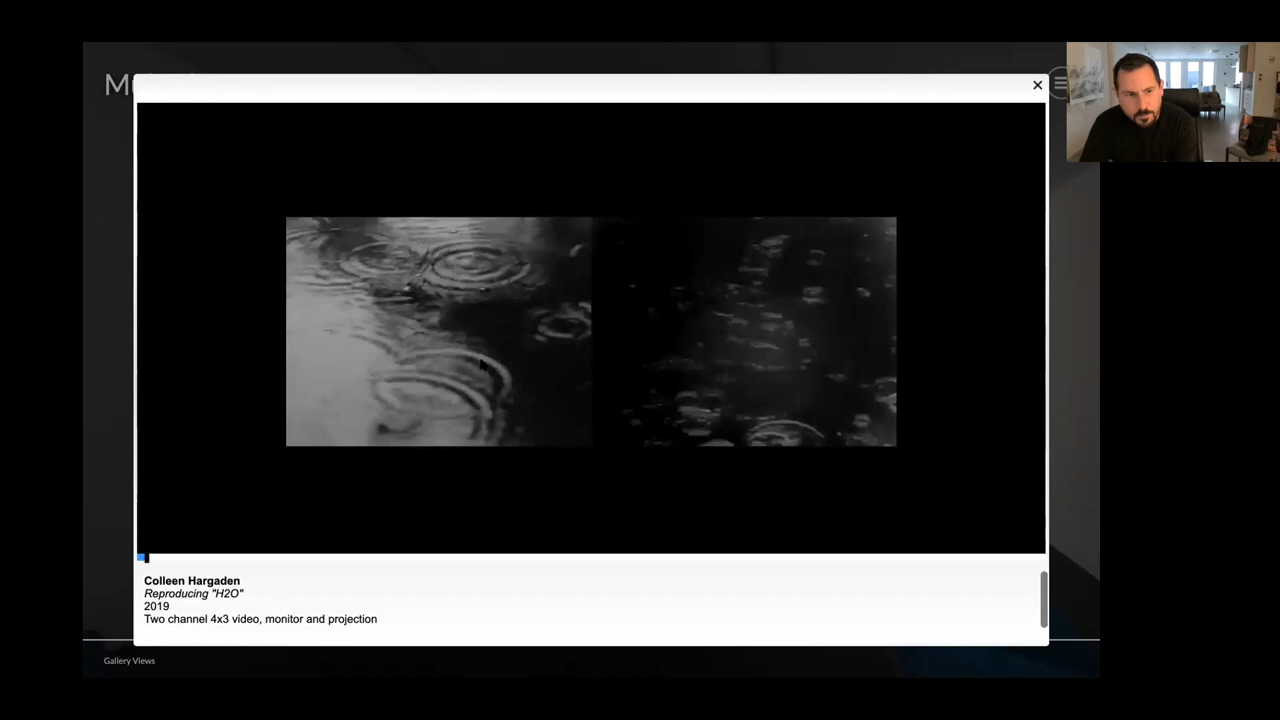 Colleen Hargaden
Reproducing "H2O"
2019
Two channel 4x3 video, monitor and projection
Gallery Views